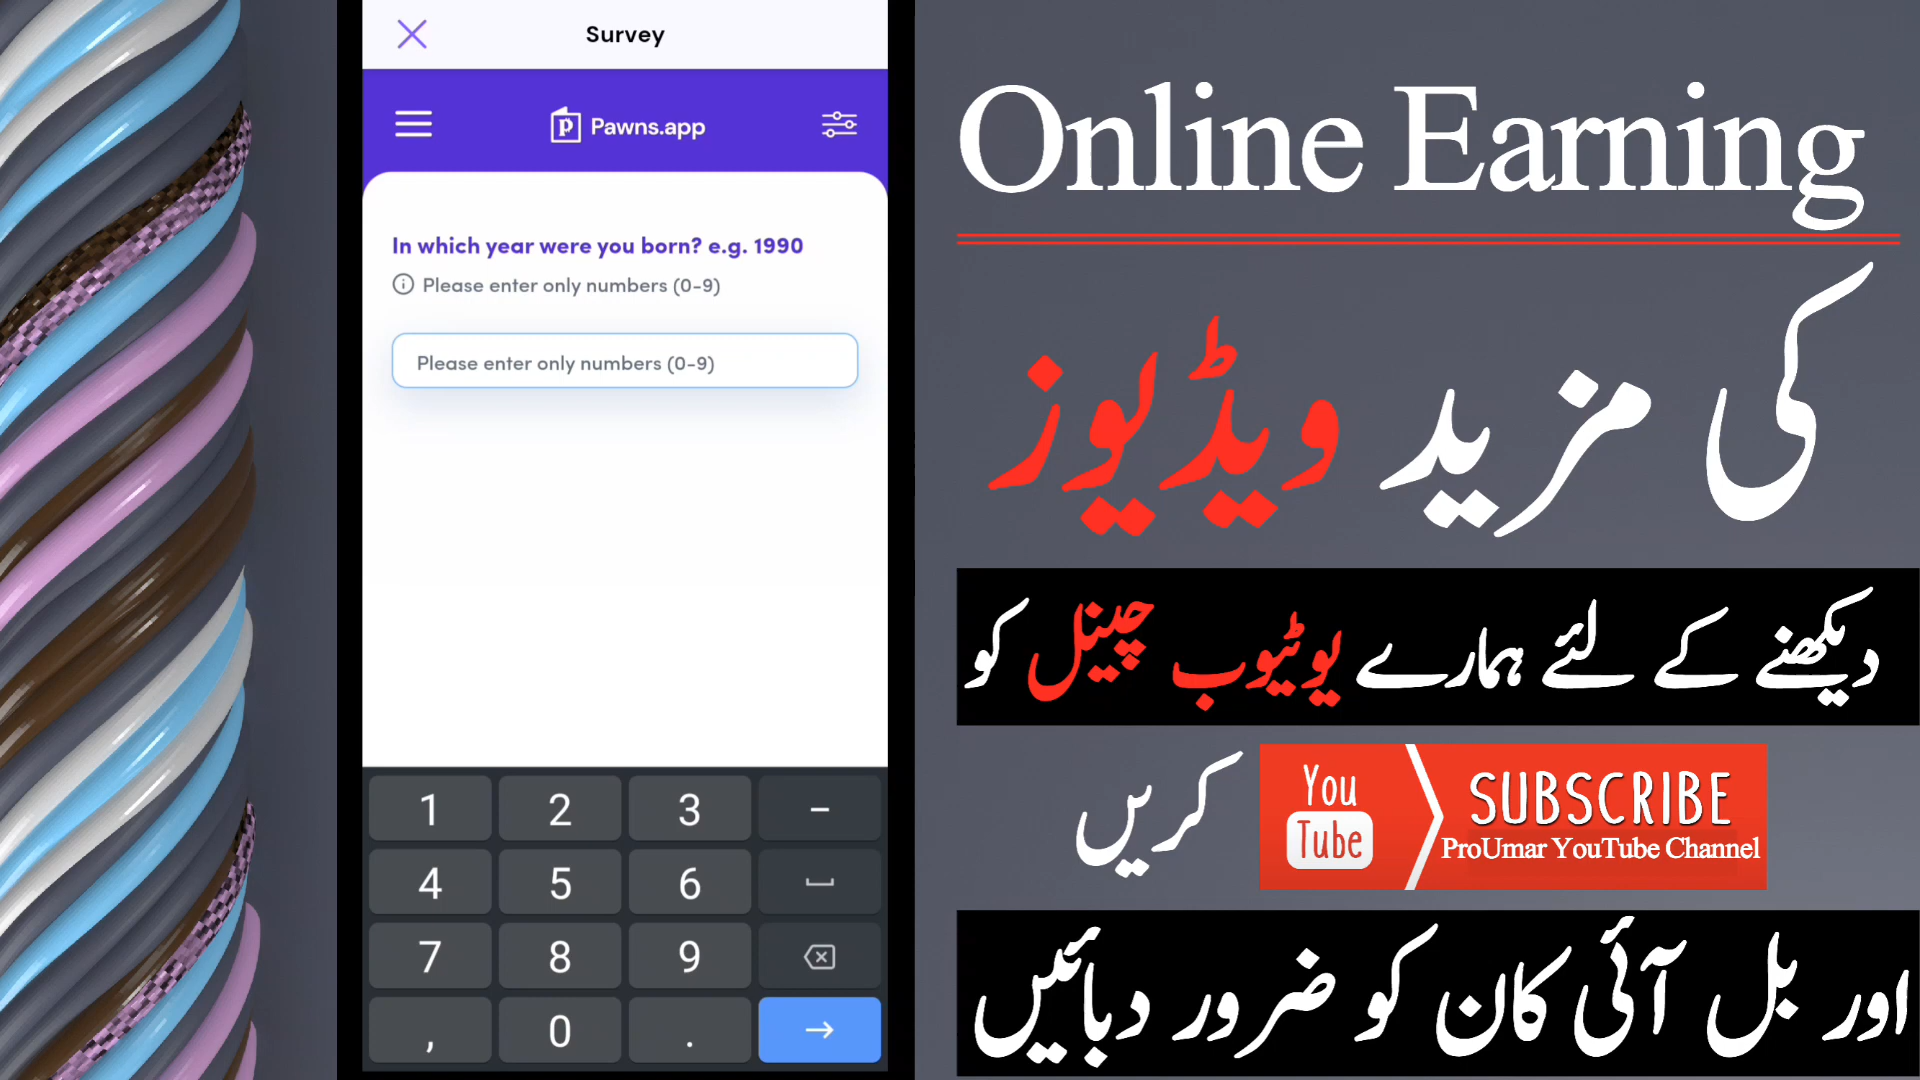 Survey
Pawns.app
In which year were you born? e.g. 1990
Please enter only numbers (0-9)
Please enter only numbers (0-9)
1 2 3 -
4 5 6
7 8 9
, 0 .
Online Earning
کی مزید ویڈیوز
دیکھنے کے لئے ہمارے یوٹیوب چینل کو
You Tube SUBSCRIBE کریں
ProUmar YouTube Channel
اور بل آئی کان کو ضرور دبائیں